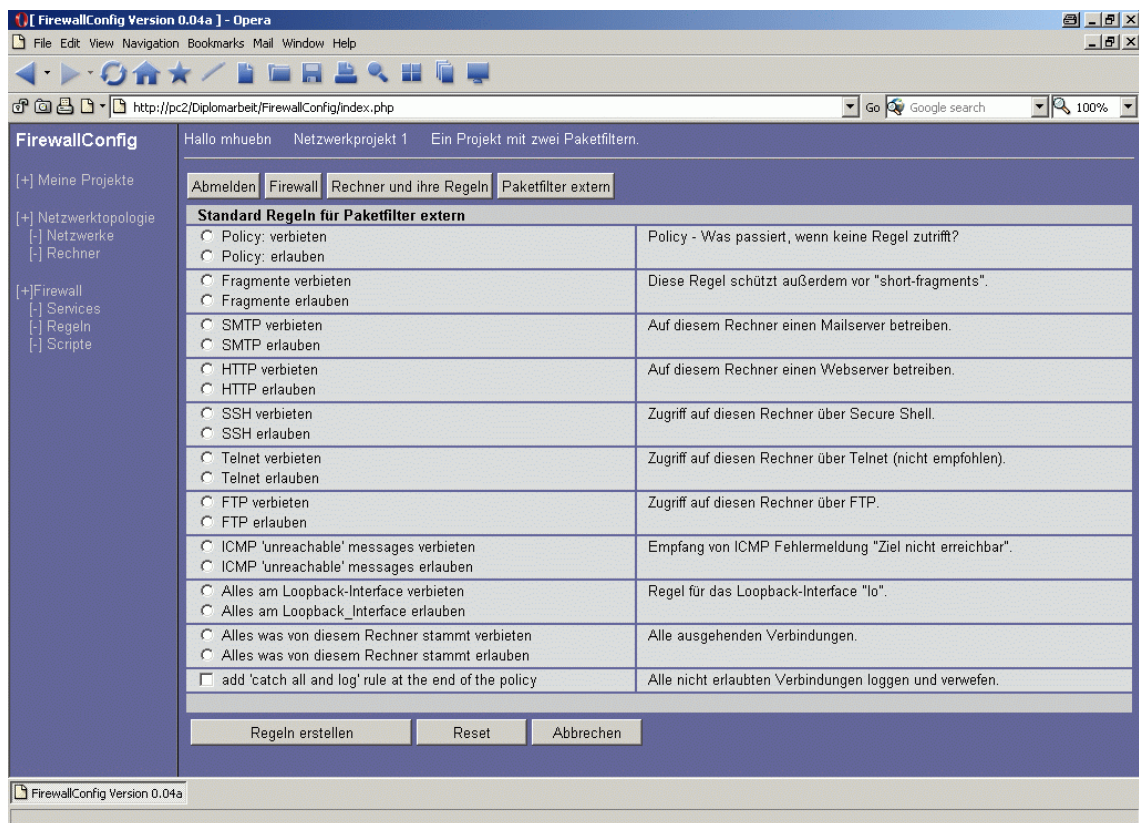 [ FirewallConfig Version 0.04a ] - Opera
File Edit View Navigation Bookmarks Mail Window Help
http://pc2/Diplomarbeit/FirewallConfig/index.php
Go
Google search
100%
FirewallConfig
[+] Meine Projekte
[+] Netzwerktopologie
[-] Netzwerke
[-] Rechner
[+]Firewall
[-] Services
[-] Regeln
[-] Scripte
Hallo mhuebn Netzwerkprojekt 1 Ein Projekt mit zwei Paketfiltern.
Abmelden Firewall Rechner und ihre Regeln Paketfilter extern
Standard Regeln für Paketfilter extern
Policy: verbieten
Policy: erlauben
Policy - Was passiert, wenn keine Regel zutrifft?
Fragmente verbieten
Fragmente erlauben
Diese Regel schützt außerdem vor "short-fragments".
SMTP verbieten
SMTP erlauben
Auf diesem Rechner einen Mailserver betreiben.
HTTP verbieten
HTTP erlauben
Auf diesem Rechner einen Webserver betreiben.
SSH verbieten
SSH erlauben
Zugriff auf diesen Rechner über Secure Shell.
Telnet verbieten
Telnet erlauben
Zugriff auf diesen Rechner über Telnet (nicht empfohlen).
FTP verbieten
FTP erlauben
Zugriff auf diesen Rechner über FTP.
ICMP 'unreachable' messages verbieten
ICMP 'unreachable' messages erlauben
Empfang von ICMP Fehlermeldung "Ziel nicht erreichbar".
Alles am Loopback-Interface verbieten
Alles am Loopback_Interface erlauben
Regel für das Loopback-Interface "lo".
Alles was von diesem Rechner stammt verbieten
Alles was von diesem Rechner stammt erlauben
Alle ausgehenden Verbindungen.
add 'catch all and log' rule at the end of the policy
Alle nicht erlaubten Verbindungen loggen und verwefen.
Regeln erstellen Reset Abbrechen
FirewallConfig Version 0.04a